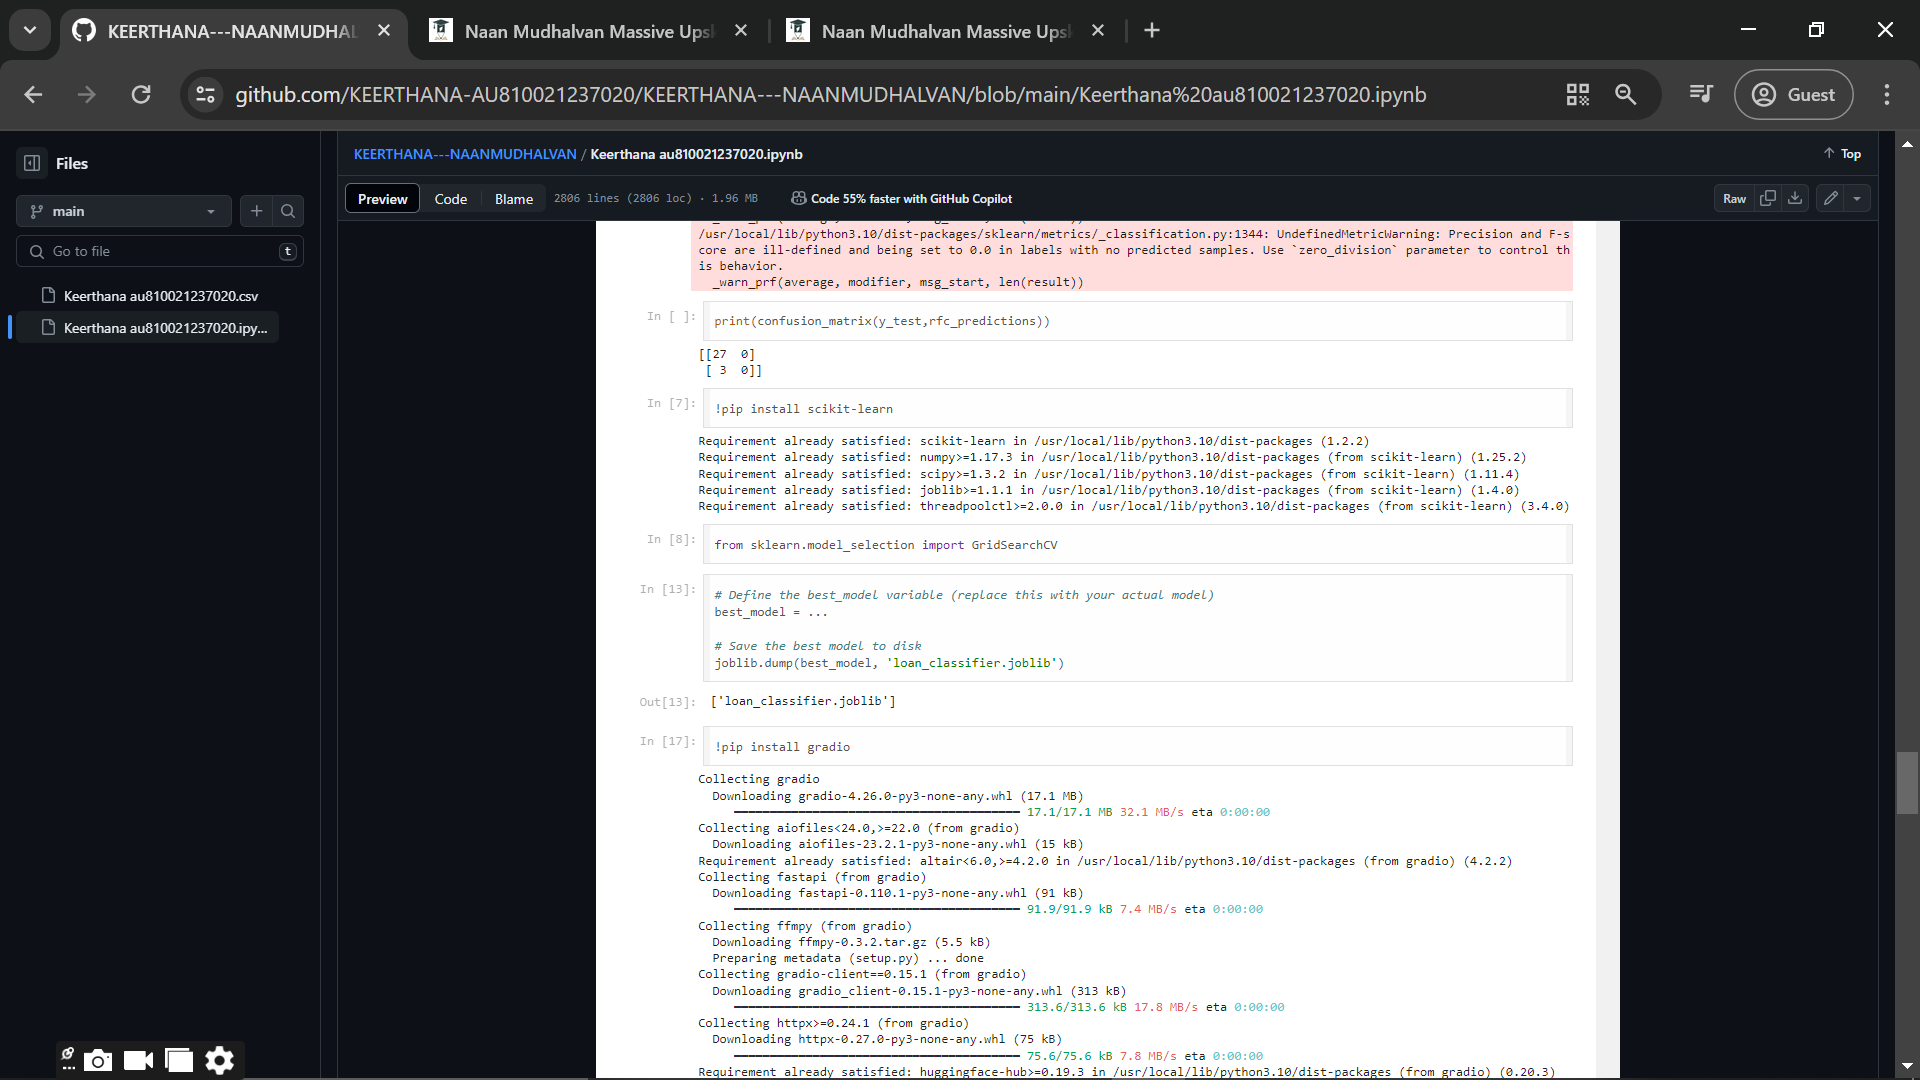 KEERTHANA---NAANMUDHAL
Naan Mudhalvan Massive Ups
Naan Mudhalvan Massive Ups
github.com/KEERTHANA-AU810021237020/KEERTHANA---NAANMUDHALVAN/blob/main/Keerthana%20au810021237020.ipynb
Guest
Files
main
Go to file
t
Keerthana au810021237020.csv
Keerthana au810021237020.ipy...
KEERTHANA---NAANMUDHALVAN / Keerthana au810021237020.ipynb
Top
Preview
Code
Blame
2806 lines (2806 loc) · 1.96 MB
Code 55% faster with GitHub Copilot
Raw
/usr/local/lib/python3.10/dist-packages/sklearn/metrics/_classification.py:1344: UndefinedMetricWarning: Precision and F-s
core are ill-defined and being set to 0.0 in labels with no predicted samples. Use `zero_division` parameter to control th
is behavior.
_warn_prf(average, modifier, msg_start, len(result))
In [ ]:
print(confusion_matrix(y_test,rfc_predictions))
[[27  0]
[ 3  0]]
In [7]:
!pip install scikit-learn
Requirement already satisfied: scikit-learn in /usr/local/lib/python3.10/dist-packages (1.2.2)
Requirement already satisfied: numpy>=1.17.3 in /usr/local/lib/python3.10/dist-packages (from scikit-learn) (1.25.2)
Requirement already satisfied: scipy>=1.3.2 in /usr/local/lib/python3.10/dist-packages (from scikit-learn) (1.11.4)
Requirement already satisfied: joblib>=1.1.1 in /usr/local/lib/python3.10/dist-packages (from scikit-learn) (1.4.0)
Requirement already satisfied: threadpoolctl>=2.0.0 in /usr/local/lib/python3.10/dist-packages (from scikit-learn) (3.4.0)
In [8]:
from sklearn.model_selection import GridSearchCV
In [13]:
# Define the best_model variable (replace this with your actual model)
best_model = ...
# Save the best model to disk
joblib.dump(best_model, 'loan_classifier.joblib')
Out[13]:
['loan_classifier.joblib']
In [17]:
!pip install gradio
Collecting gradio
Downloading gradio-4.26.0-py3-none-any.whl (17.1 MB)
17.1/17.1 MB 32.1 MB/s eta 0:00:00
Collecting aiofiles<24.0,>=22.0 (from gradio)
Downloading aiofiles-23.2.1-py3-none-any.whl (15 kB)
Requirement already satisfied: altair<6.0,>=4.2.0 in /usr/local/lib/python3.10/dist-packages (from gradio) (4.2.2)
Collecting fastapi (from gradio)
Downloading fastapi-0.110.1-py3-none-any.whl (91 kB)
91.9/91.9 kB 7.4 MB/s eta 0:00:00
Collecting ffmpy (from gradio)
Downloading ffmpy-0.3.2.tar.gz (5.5 kB)
Preparing metadata (setup.py) ... done
Collecting gradio-client==0.15.1 (from gradio)
Downloading gradio_client-0.15.1-py3-none-any.whl (313 kB)
313.6/313.6 kB 17.8 MB/s eta 0:00:00
Collecting httpx>=0.24.1 (from gradio)
Downloading httpx-0.27.0-py3-none-any.whl (75 kB)
75.6/75.6 kB 7.8 MB/s eta 0:00:00
Requirement already satisfied: huggingface-hub>=0.19.3 in /usr/local/lib/python3.10/dist-packages (from gradio) (0.20.3)